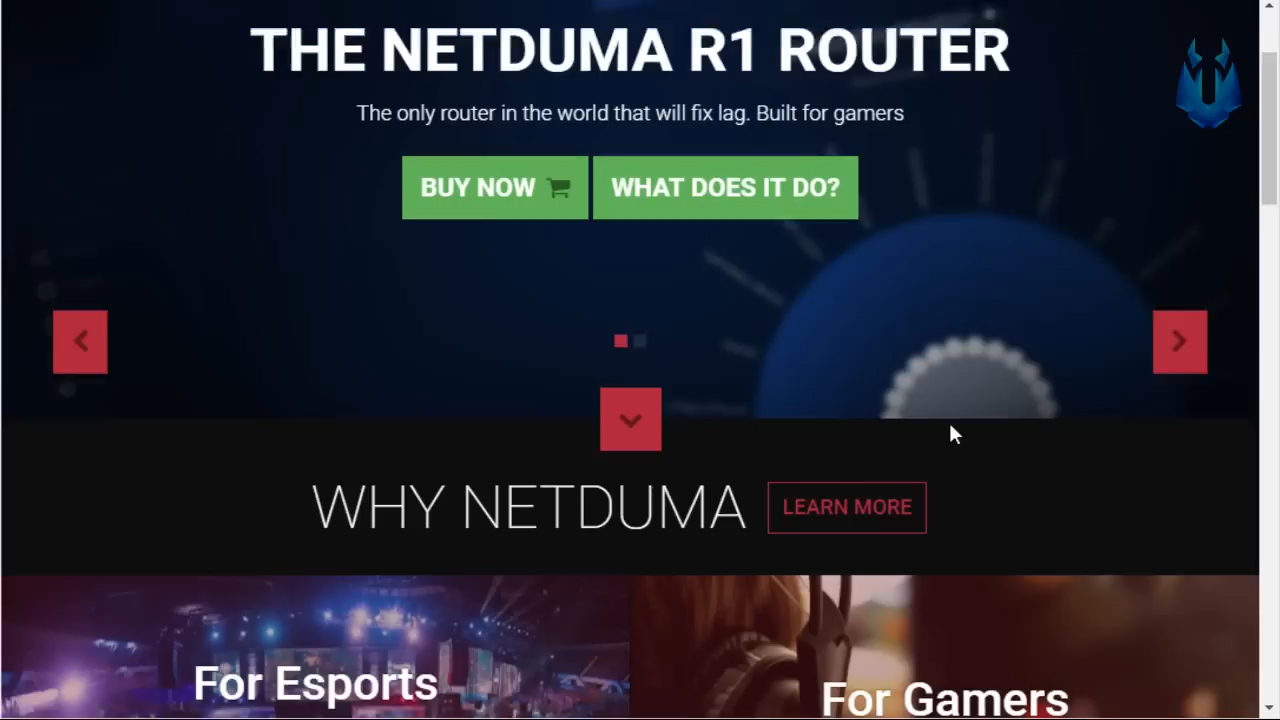 THE NETDUMA R1 ROUTER
The only router in the world that will fix lag. Built for gamers
BUY NOW
WHAT DOES IT DO?
WHY NETDUMA
LEARN MORE
For Esports
For Gamers